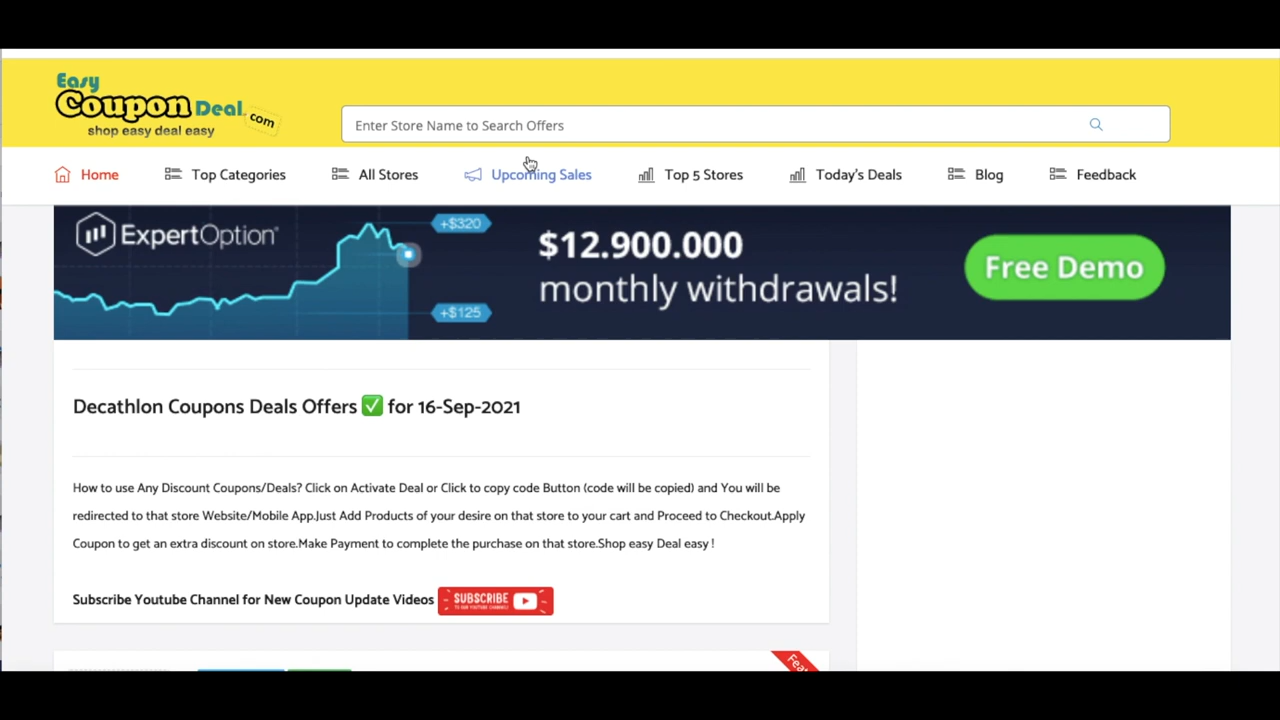 Easy
Coupon Deal.com
shop easy deal easy
Enter Store Name to Search Offers
Home
Top Categories
All Stores
Upcoming Sales
Top 5 Stores
Today's Deals
Blog
Feedback
ExpertOption®
+$320
+$125
$12.900.000
monthly withdrawals!
Free Demo
Decathlon Coupons Deals Offers ✅ for 16-Sep-2021
How to use Any Discount Coupons/Deals? Click on Activate Deal or Click to copy code Button (code will be copied) and You will be
redirected to that store Website/Mobile App.Just Add Products of your desire on that store to your cart and Proceed to Checkout.Apply
Coupon to get an extra discount on store.Make Payment to complete the purchase on that store.Shop easy Deal easy !
Subscribe Youtube Channel for New Coupon Update Videos
SUBSCRIBE
TO OUR YOUTUBE CHANNEL